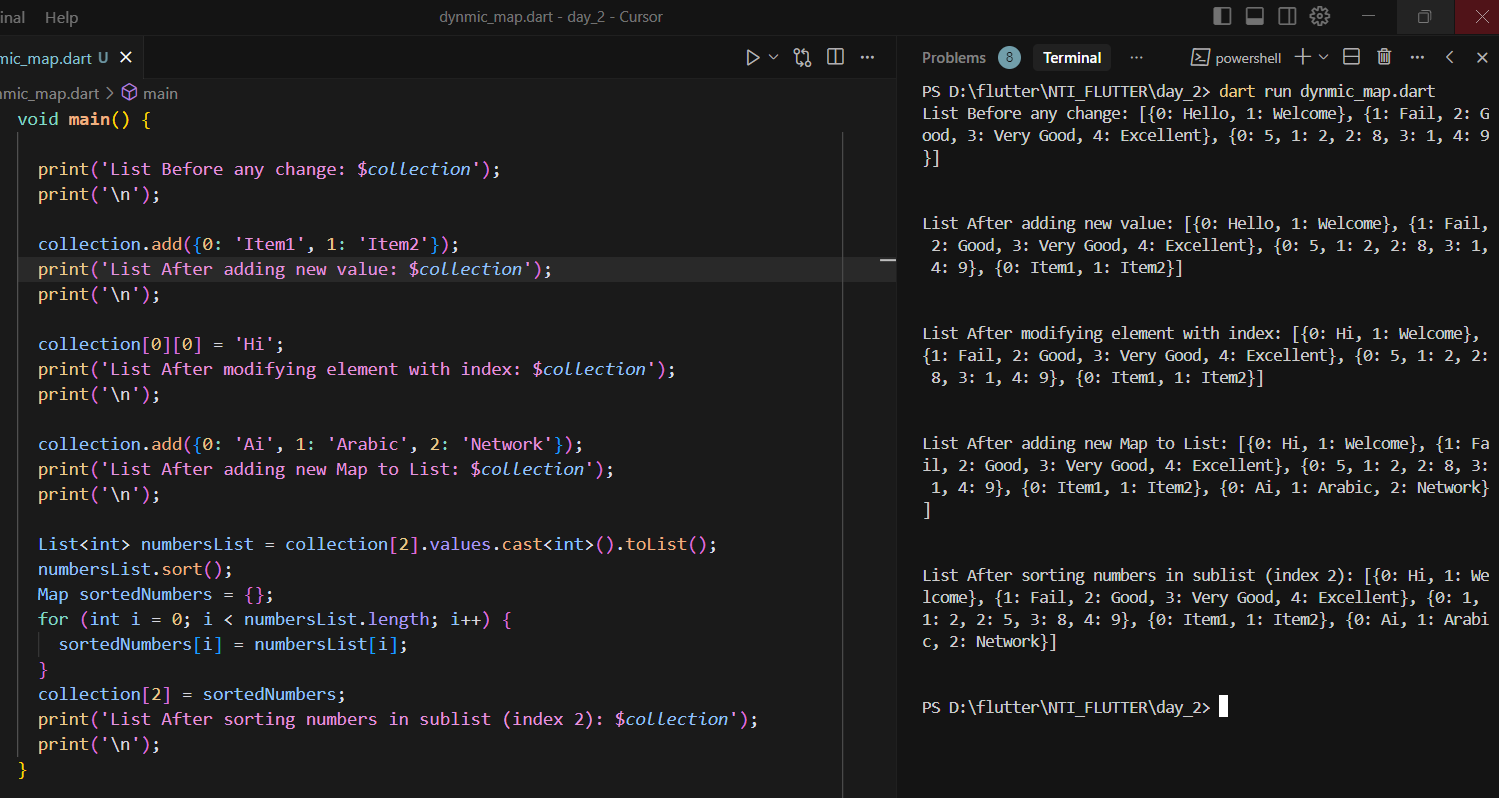 inal Help dynmic_map.dart - day_2 - Cursor
mic_map.dart U
mic_map.dart > main
void main() {
print('List Before any change: $collection');
print('\n');
collection.add({0: 'Item1', 1: 'Item2'});
print('List After adding new value: $collection');
print('\n');
collection[0][0] = 'Hi';
print('List After modifying element with index: $collection');
print('\n');
collection.add({0: 'Ai', 1: 'Arabic', 2: 'Network'});
print('List After adding new Map to List: $collection');
print('\n');
List<int> numbersList = collection[2].values.cast<int>().toList();
numbersList.sort();
Map sortedNumbers = {};
for (int i = 0; i < numbersList.length; i++) {
sortedNumbers[i] = numbersList[i];
}
collection[2] = sortedNumbers;
print('List After sorting numbers in sublist (index 2): $collection');
print('\n');
}
Problems 8 Terminal ... powershell
PS D:\flutter\NTI_FLUTTER\day_2> dart run dynmic_map.dart
List Before any change: [{0: Hello, 1: Welcome}, {1: Fail, 2: G
ood, 3: Very Good, 4: Excellent}, {0: 5, 1: 2, 2: 8, 3: 1, 4: 9
}]
List After adding new value: [{0: Hello, 1: Welcome}, {1: Fail,
2: Good, 3: Very Good, 4: Excellent}, {0: 5, 1: 2, 2: 8, 3: 1,
4: 9}, {0: Item1, 1: Item2}]
List After modifying element with index: [{0: Hi, 1: Welcome},
{1: Fail, 2: Good, 3: Very Good, 4: Excellent}, {0: 5, 1: 2, 2:
8, 3: 1, 4: 9}, {0: Item1, 1: Item2}]
List After adding new Map to List: [{0: Hi, 1: Welcome}, {1: Fa
il, 2: Good, 3: Very Good, 4: Excellent}, {0: 5, 1: 2, 2: 8, 3:
1, 4: 9}, {0: Item1, 1: Item2}, {0: Ai, 1: Arabic, 2: Network}
]
List After sorting numbers in sublist (index 2): [{0: Hi, 1: We
lcome}, {1: Fail, 2: Good, 3: Very Good, 4: Excellent}, {0: 1,
1: 2, 2: 5, 3: 8, 4: 9}, {0: Item1, 1: Item2}, {0: Ai, 1: Arabi
c, 2: Network}]
PS D:\flutter\NTI_FLUTTER\day_2>